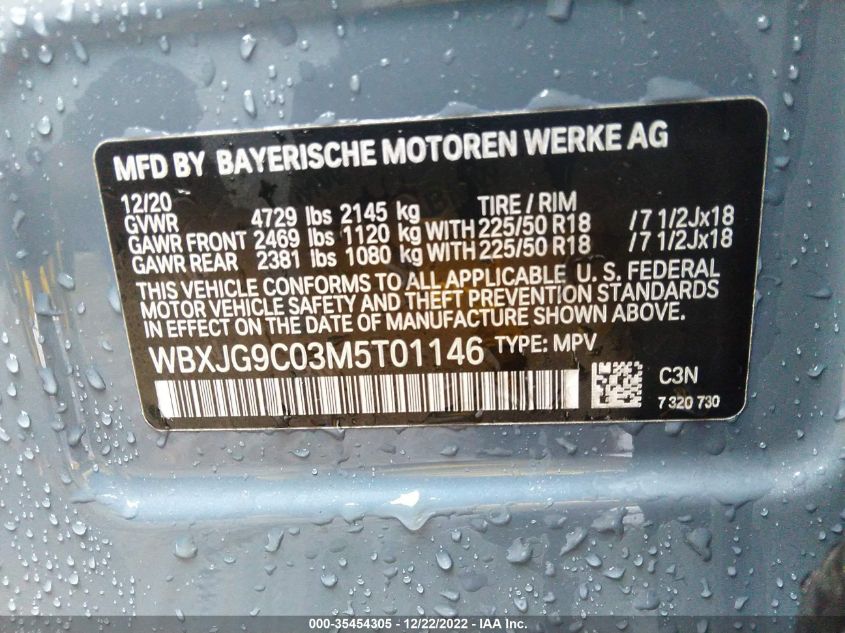 MFD BY BAYERISCHE MOTOREN WERKE AG
12/20 TIRE / RIM
GVWR 4729 lbs 2145 kg
GAWR FRONT 2469 lbs 1120 kg WITH 225/50 R18 /7 1/2Jx18
GAWR REAR 2381 lbs 1080 kg WITH 225/50 R18 /7 1/2Jx18
THIS VEHICLE CONFORMS TO ALL APPLICABLE U. S. FEDERAL
MOTOR VEHICLE SAFETY AND THEFT PREVENTION STANDARDS
IN EFFECT ON THE DATE OF MANUFACTURE SHOWN ABOVE.
WBXJG9C03M5T01146 TYPE: MPV
C3N
7 320 730
000-35454305 - 12/22/2022 - IAA Inc.